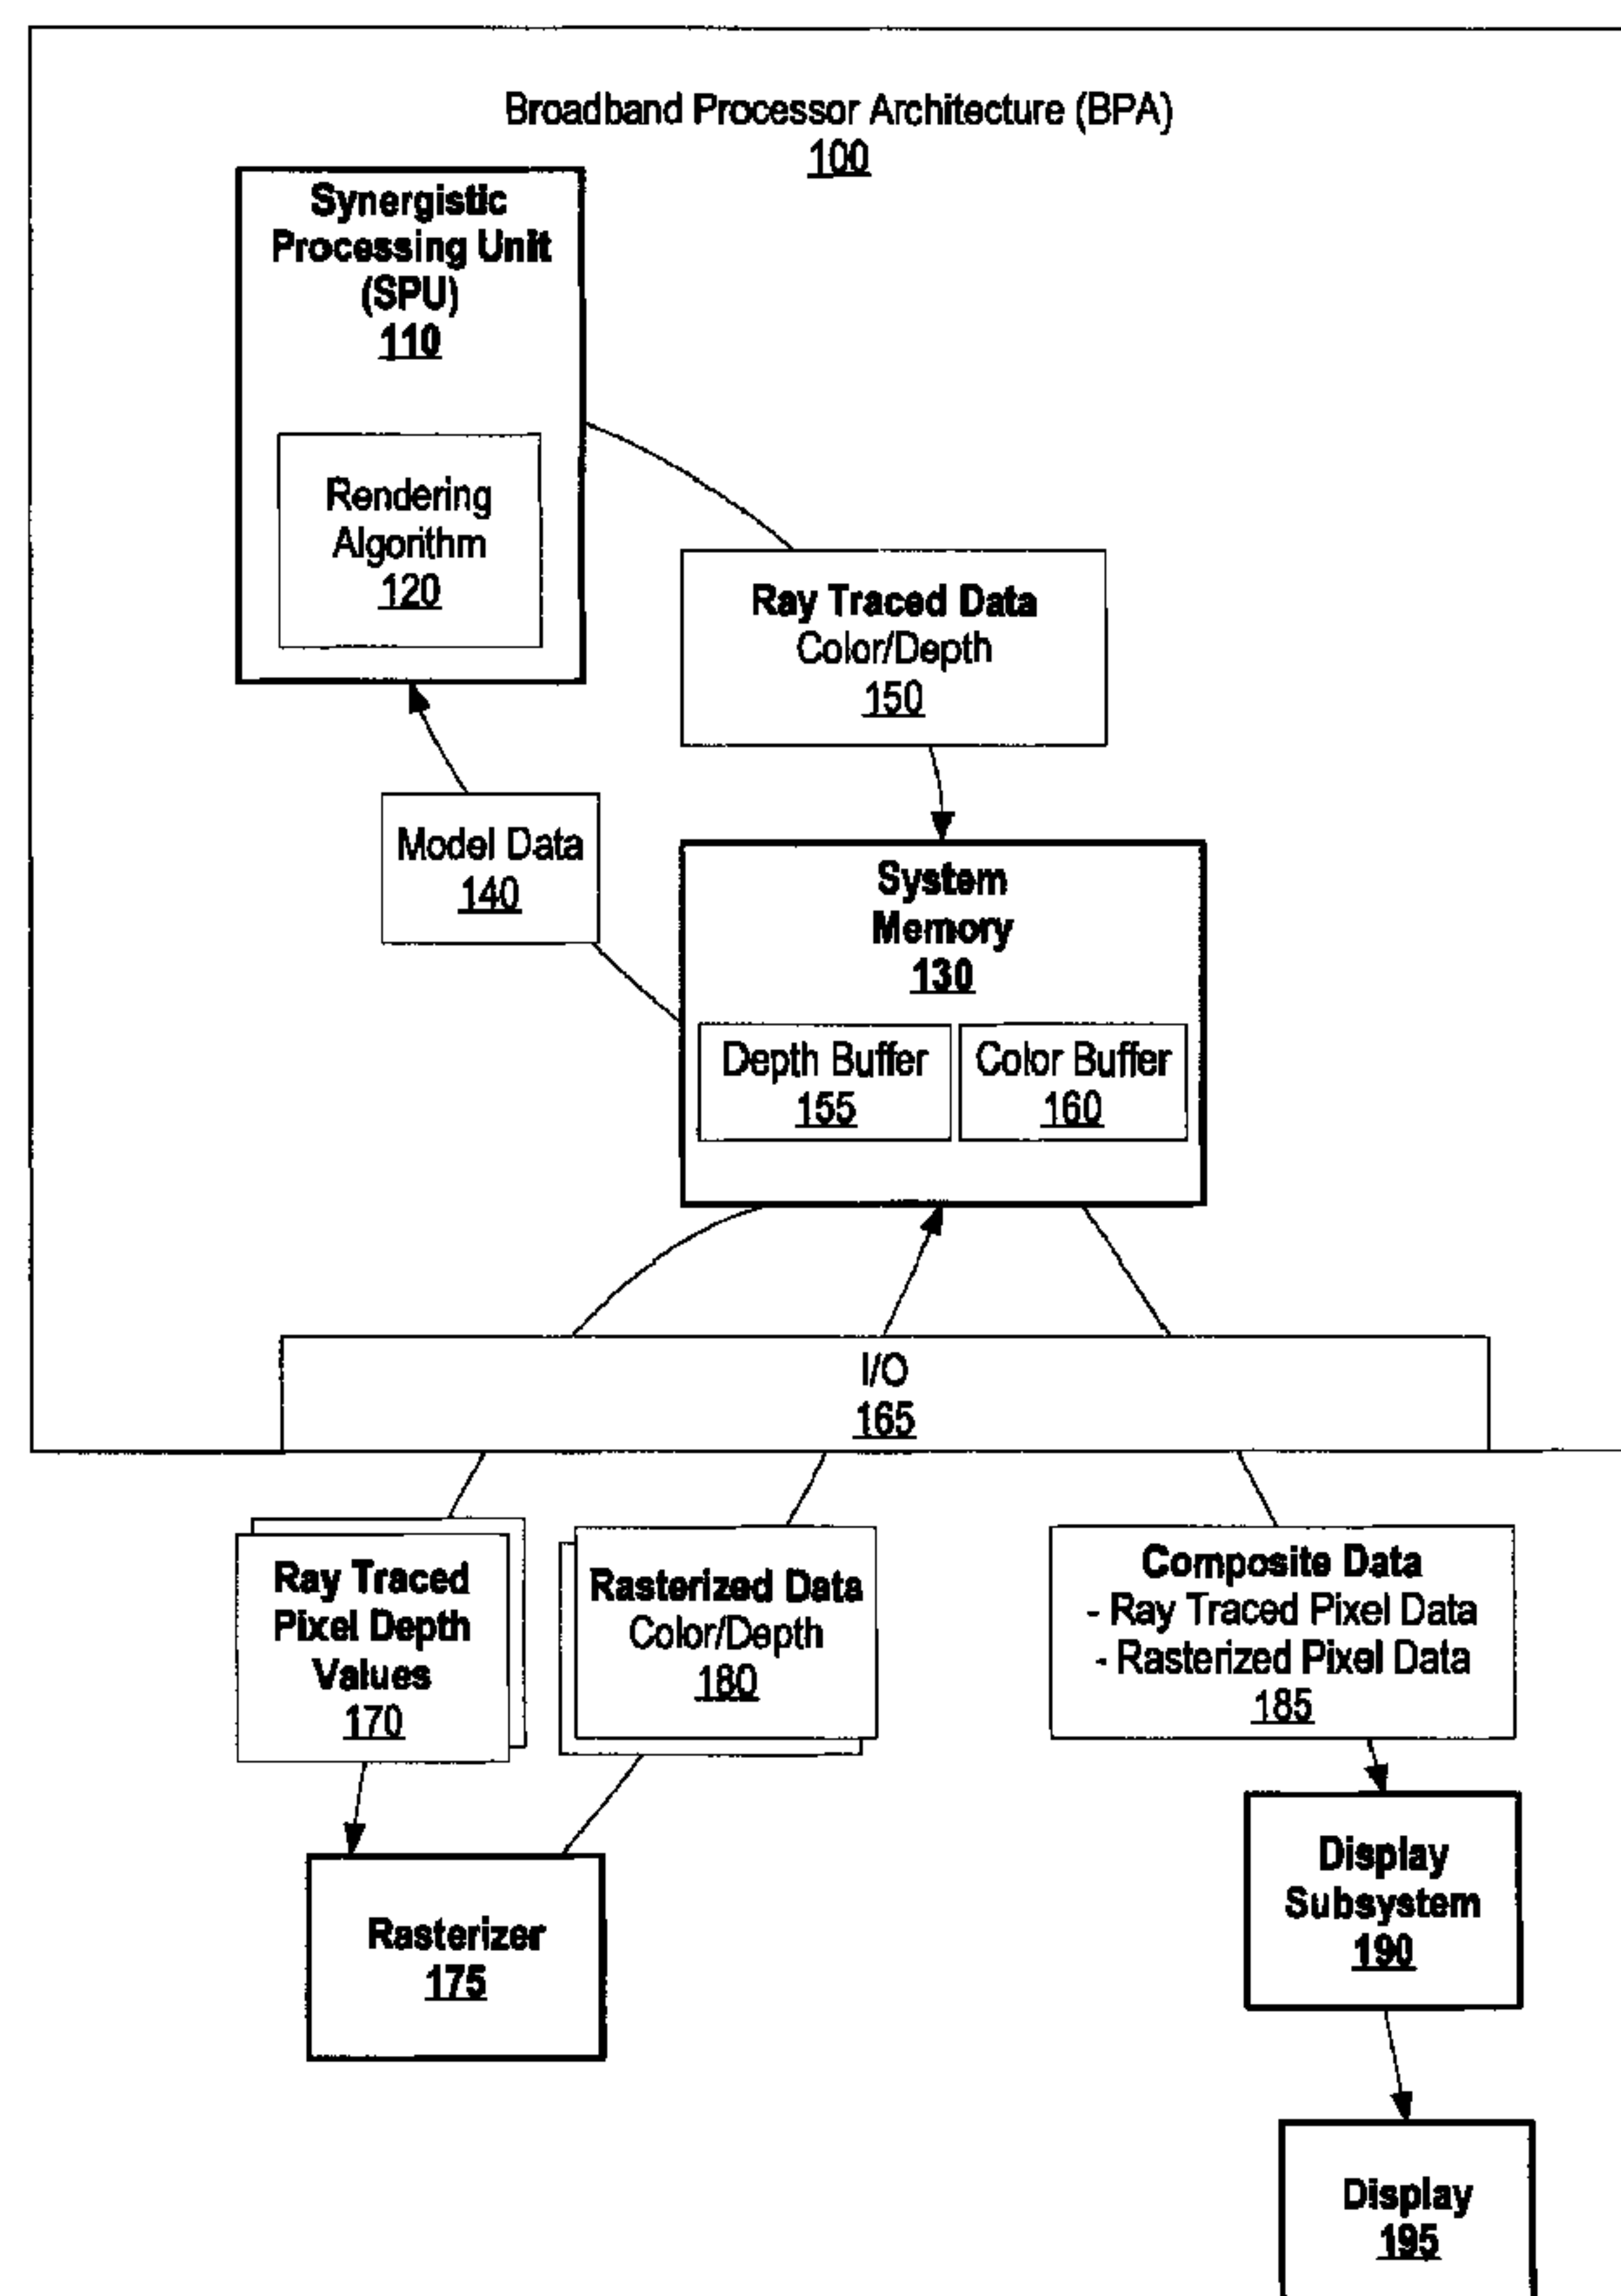 Broadband Processor Architecture (BPA)
100
Synergistic
Processing Unit
(SPU)
110
Rendering
Algorithm
120
Ray Traced Data
Color/Depth
150
Model Data
140
System
Memory
130
Depth Buffer
155
Color Buffer
160
I/O
165
Ray Traced
Pixel Depth
Values
170
Rasterized Data
Color/Depth
180
Composite Data
- Ray Traced Pixel Data
- Rasterized Pixel Data
185
Rasterizer
175
Display
Subsystem
190
Display
195